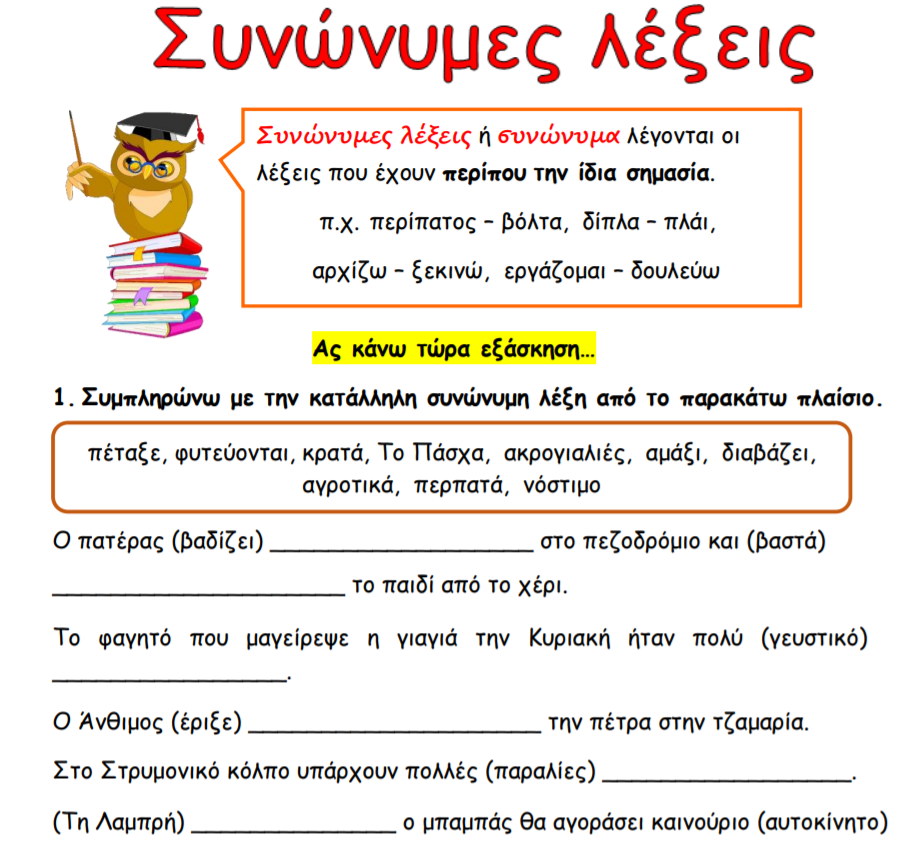 Συνώνυμες λέξεις
Συνώνυμες λέξεις ή συνώνυμα λέγονται οι
λέξεις που έχουν περίπου την ίδια σημασία.
π.χ. περίπατος – βόλτα, δίπλα – πλάι,
αρχίζω – ξεκινώ, εργάζομαι – δουλεύω
Ας κάνω τώρα εξάσκηση…
1. Συμπληρώνω με την κατάλληλη συνώνυμη λέξη από το παρακάτω πλαίσιο.
πέταξε, φυτεύονται, κρατά, Το Πάσχα, ακρογιαλιές, αμάξι, διαβάζει,
αγροτικά, περπατά, νόστιμο
Ο πατέρας (βαδίζει) __________________ στο πεζοδρόμιο και (βαστά)
____________________ το παιδί από το χέρι.
Το φαγητό που μαγείρεψε η γιαγιά την Κυριακή ήταν πολύ (γευστικό)
________________.
Ο Άνθιμος (έριξε) ____________________ την πέτρα στην τζαμαρία.
Στο Στρυμονικό κόλπο υπάρχουν πολλές (παραλίες) _________________.
(Τη Λαμπρή) ______________ ο μπαμπάς θα αγοράσει καινούριο (αυτοκίνητο)